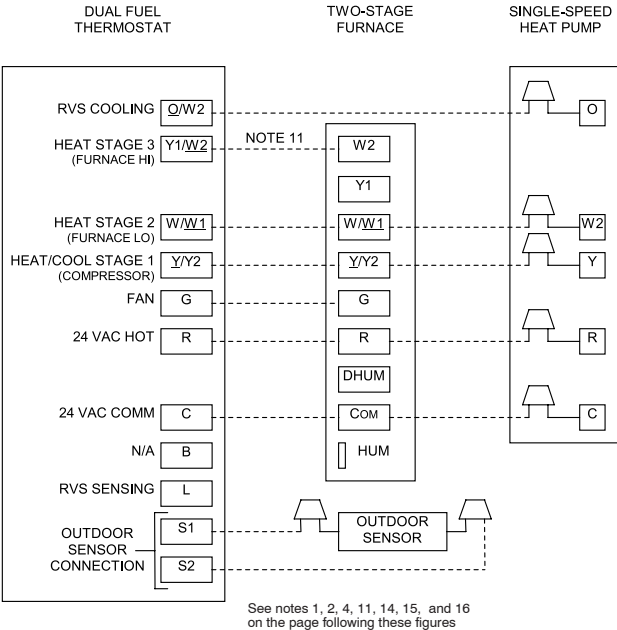 DUAL FUEL
THERMOSTAT
TWO-STAGE
FURNACE
SINGLE-SPEED
HEAT PUMP
RVS COOLING O/W2 O
HEAT STAGE 3 Y1/W2 NOTE 11 W2
(FURNACE HI)
Y1
HEAT STAGE 2 W/W1 W/W1 W2
(FURNACE LO)
HEAT/COOL STAGE 1 Y/Y2 Y/Y2 Y
(COMPRESSOR)
FAN G G
24 VAC HOT R R R
DHUM
24 VAC COMM C COM C
N/A B HUM
RVS SENSING L
OUTDOOR
SENSOR
CONNECTION
S1
S2
OUTDOOR
SENSOR
See notes 1, 2, 4, 11, 14, 15, and 16
on the page following these figures